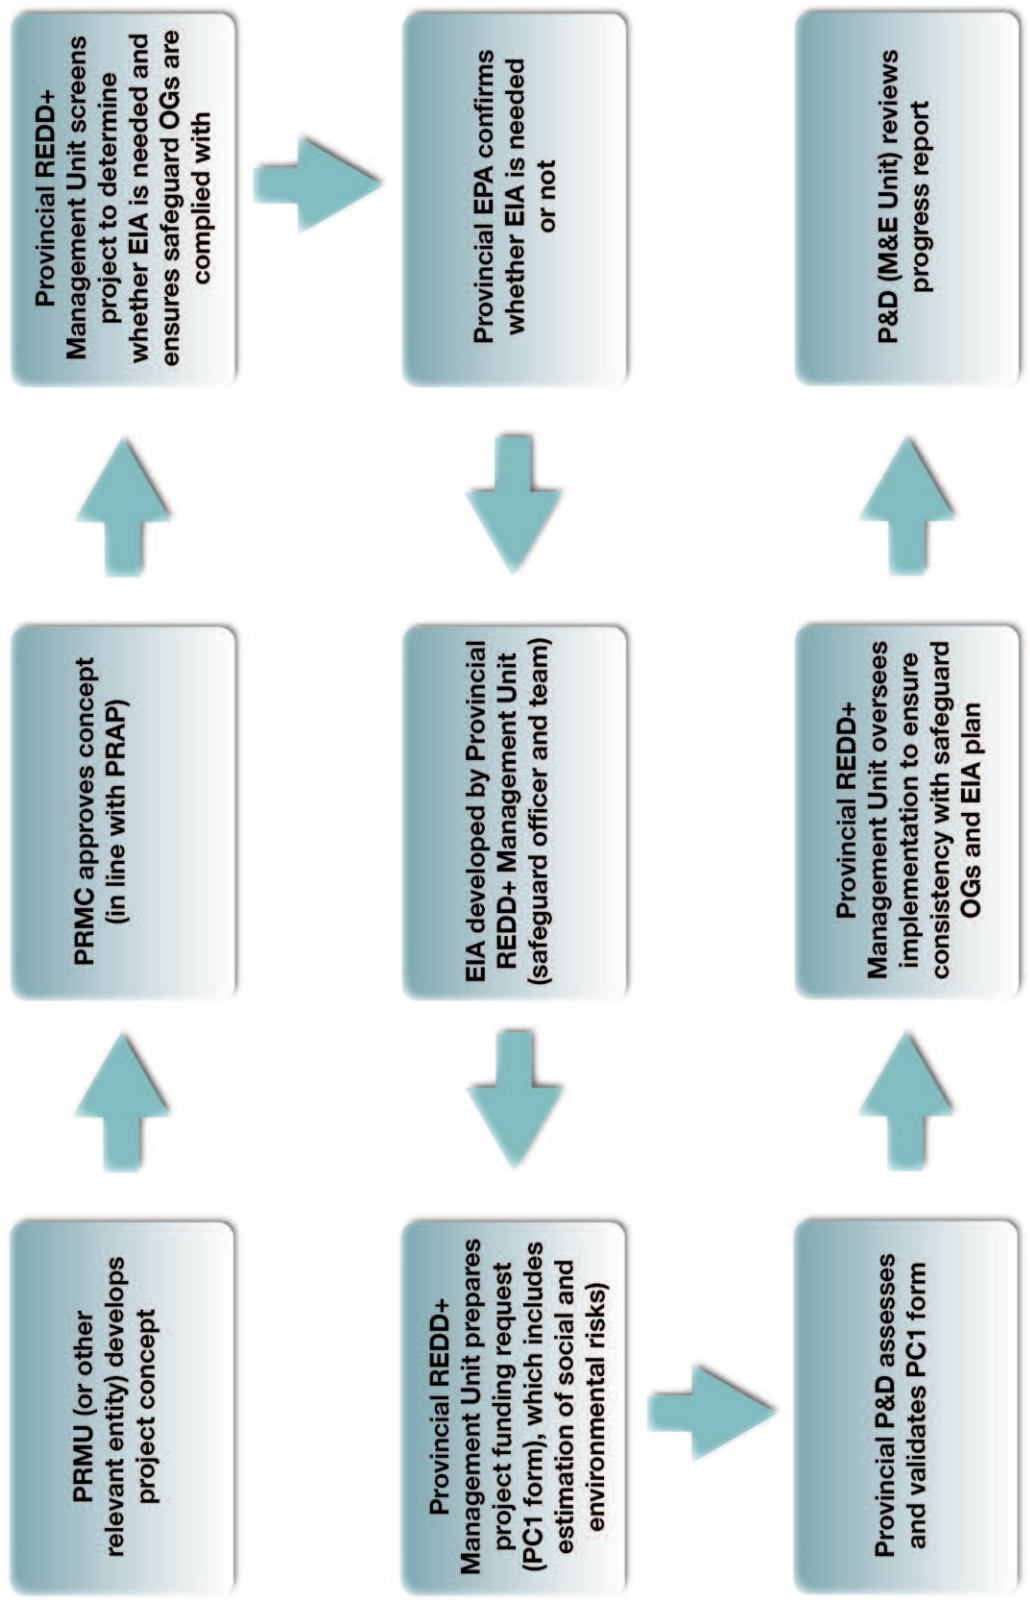 PRMU (or other
relevant entity) develops
project concept
PRMC approves concept
(in line with PRAP)
Provincial REDD+
Management Unit screens
project to determine
whether EIA is needed and
ensures safeguard OGs are
complied with
Provincial EPA confirms
whether EIA is needed
or not
EIA developed by Provincial
REDD+ Management Unit
(safeguard officer and team)
Provincial REDD+
Management Unit prepares
project funding request
(PC1 form), which includes
estimation of social and
environmental risks)
Provincial P&D assesses
and validates PC1 form
Provincial REDD+
Management Unit oversees
implementation to ensure
consistency with safeguard
OGs and EIA plan
P&D (M&E Unit) reviews
progress report